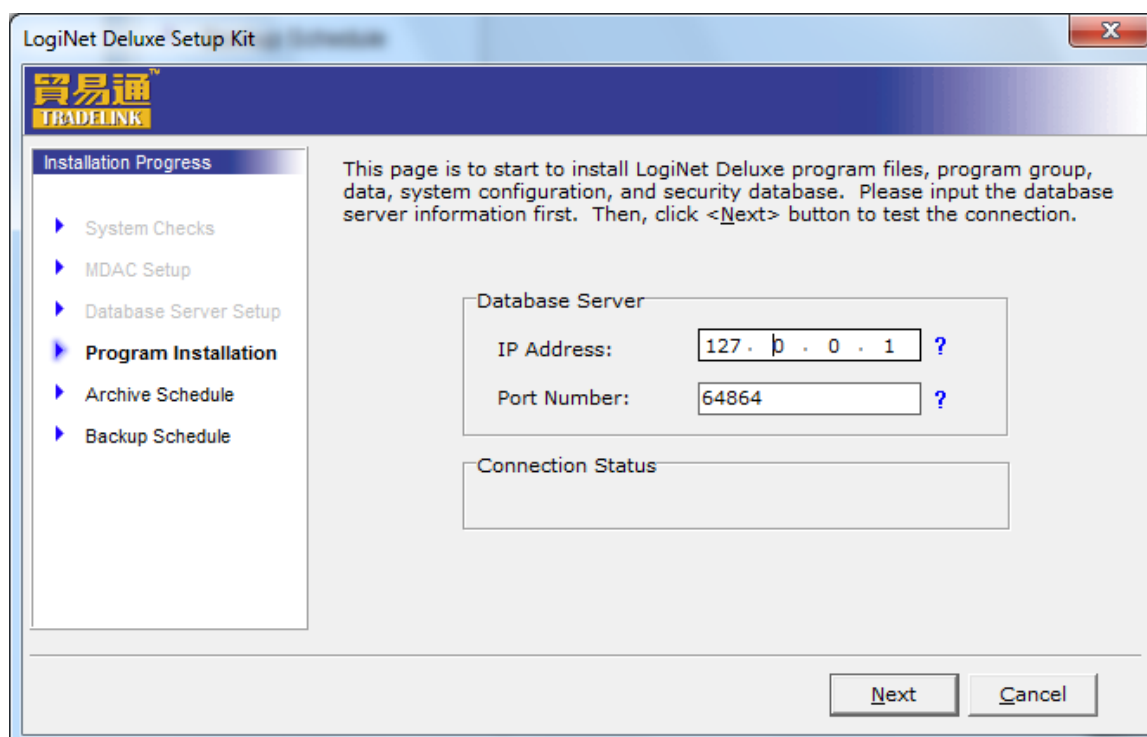 LogiNet Deluxe Setup Kit
貿易通™
TRADELINK
Installation Progress
System Checks
MDAC Setup
Database Server Setup
Program Installation
Archive Schedule
Backup Schedule
This page is to start to install LogiNet Deluxe program files, program group,
data, system configuration, and security database. Please input the database
server information first. Then, click <Next> button to test the connection.
Database Server
IP Address: 127 . 0 . 0 . 1 ?
Port Number: 64864 ?
Connection Status
Next Cancel